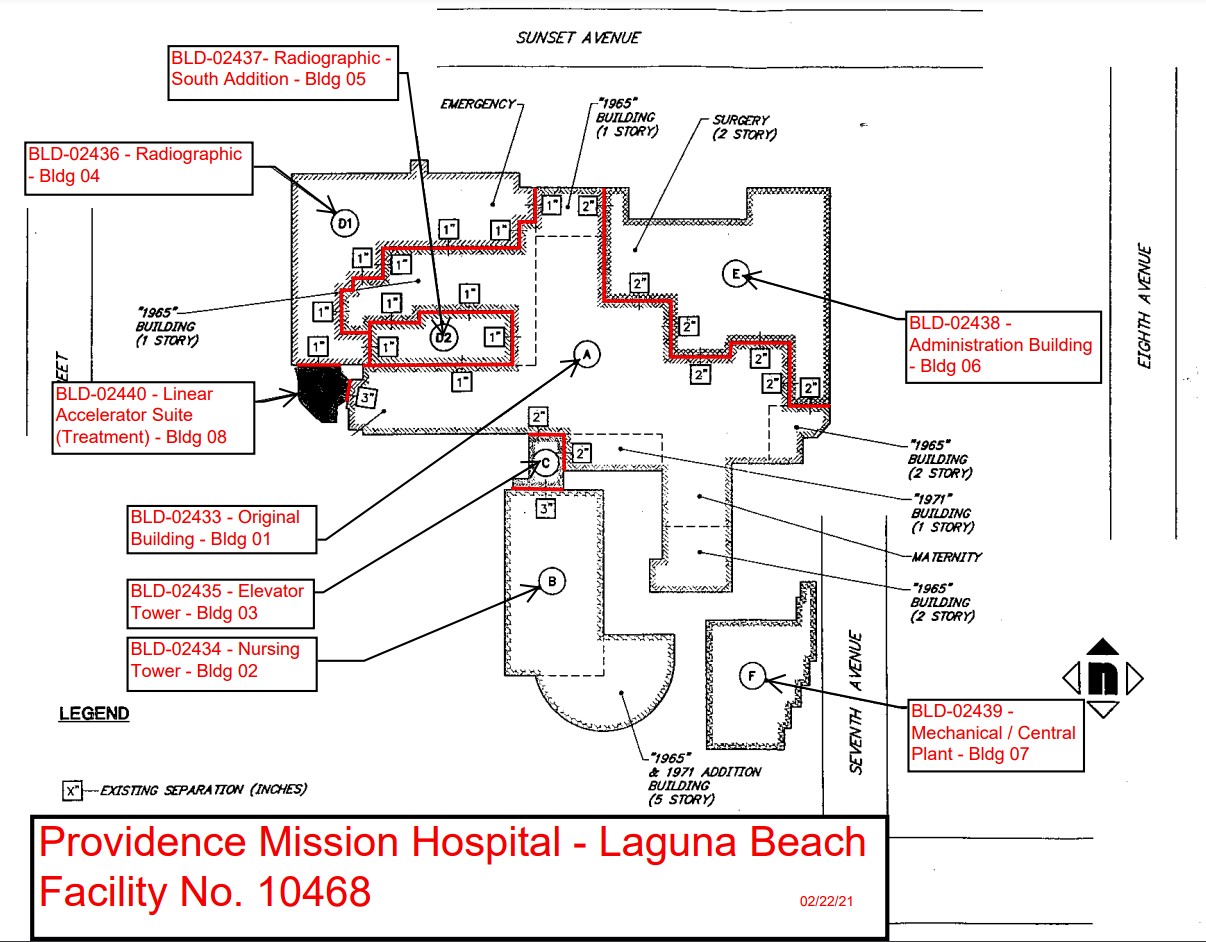 SUNSET AVENUE
BLD-02437- Radiographic -
South Addition - Bldg 05
EMERGENCY
"1965"
BUILDING
(1 STORY)
SURGERY
(2 STORY)
BLD-02436 - Radiographic
- Bldg 04
D1
1"
2"
1"
1"
1"
1"
E
2"
EIGHTH AVENUE
1"
1"
1"
"1965"
BUILDING
(1 STORY)
1"
1"
D2
1"
2"
BLD-02438 -
Administration Building
- Bldg 06
A
2"
2"
1"
2"
2"
EET
3"
BLD-02440 - Linear
Accelerator Suite
(Treatment) - Bldg 08
2"
2"
C
"1965"
BUILDING
(2 STORY)
3"
"1971"
BUILDING
(1 STORY)
BLD-02433 - Original
Building - Bldg 01
MATERNITY
B
BLD-02435 - Elevator
Tower - Bldg 03
"1965"
BUILDING
(2 STORY)
BLD-02434 - Nursing
Tower - Bldg 02
F
SEVENTH AVENUE
n
BLD-02439 -
Mechanical / Central
Plant - Bldg 07
LEGEND
"1965"
& 1971 ADDITION
BUILDING
(5 STORY)
X" EXISTING SEPARATION (INCHES)
Providence Mission Hospital - Laguna Beach
Facility No. 10468
02/22/21